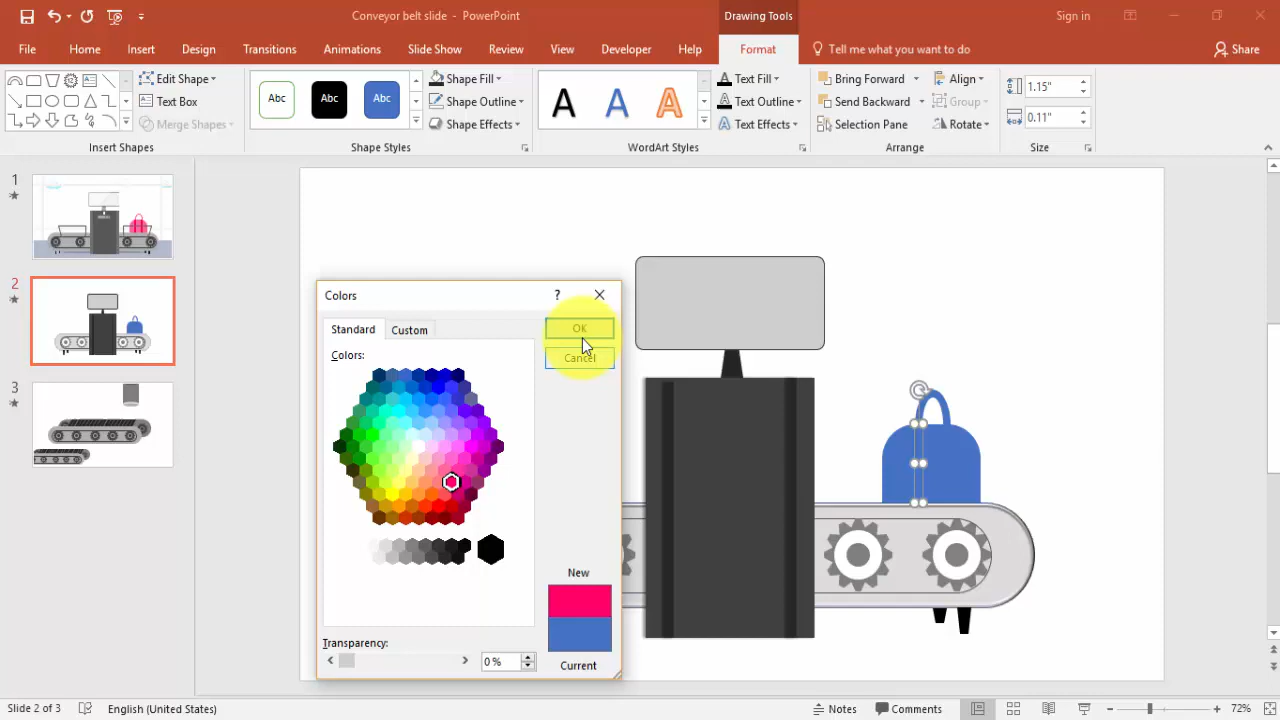 Conveyor belt slide - PowerPoint
Drawing Tools
Sign in
File
Home
Insert
Design
Transitions
Animations
Slide Show
Review
View
Developer
Help
Format
Tell me what you want to do
Share
Edit Shape
Text Box
Merge Shapes
Insert Shapes
Abc
Abc
Abc
Shape Fill
Shape Outline
Shape Effects
Shape Styles
A
A
A
Text Fill
Text Outline
Text Effects
WordArt Styles
Bring Forward
Send Backward
Selection Pane
Align
Group
Rotate
Arrange
1.15"
0.11"
Size
1
2
3
Colors
?
Standard
Custom
OK
Cancel
Colors:
New
Current
Transparency:
0 %
Slide 2 of 3
English (United States)
Notes
Comments
72%